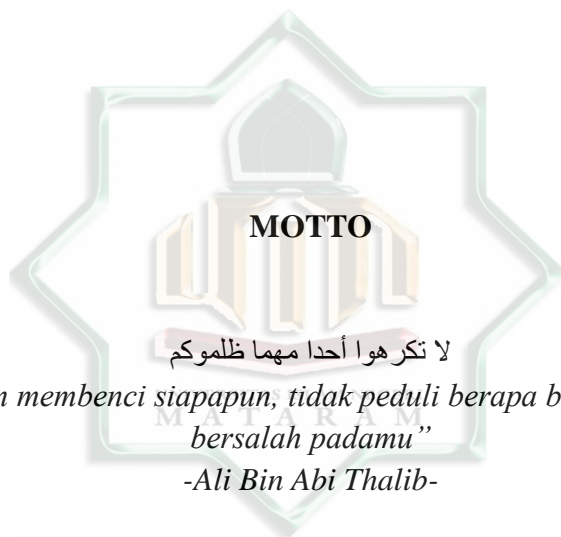 MOTTO
لا تكرهوا أحدا مهما ظلموكم
membenci siapapun, tidak peduli berapa
MATARAM
bersalah padamu”
-Ali Bin Abi Thalib-